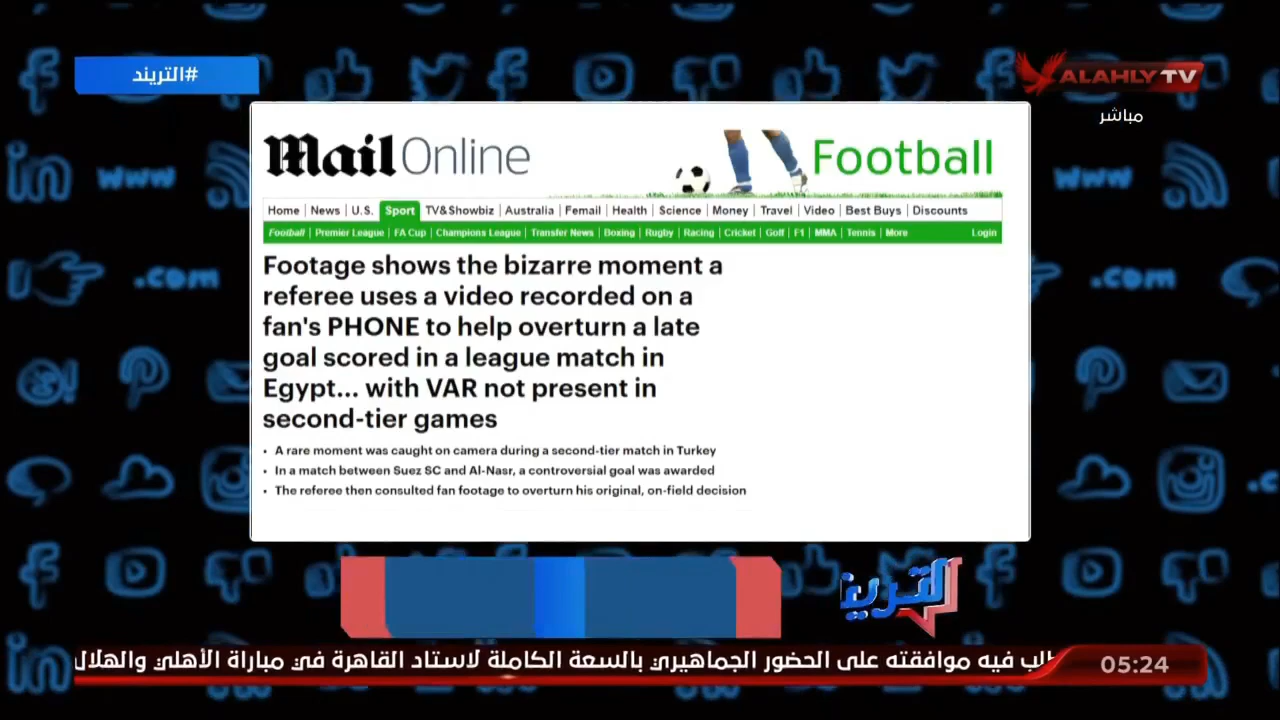 #التريند
ALAHLY TV
مباشر
Mail Online Football
Home | News | U.S. | Sport | TV&Showbiz | Australia | Femail | Health | Science | Money | Travel | Video | Best Buys | Discounts
Football | Premier League | FA Cup | Champions League | Transfer News | Boxing | Rugby | Racing | Cricket | Golf | F1 | MMA | Tennis | More Login
Footage shows the bizarre moment a
referee uses a video recorded on a
fan's PHONE to help overturn a late
goal scored in a league match in
Egypt... with VAR not present in
second-tier games
• A rare moment was caught on camera during a second-tier match in Turkey
• In a match between Suez SC and Al-Nasr, a controversial goal was awarded
• The referee then consulted fan footage to overturn his original, on-field decision
www
www
.com
.com
التريند
فيه موافقته على الحضور الجماهيري بالسعة الكاملة لاستاد القاهرة في مباراة الأهلي والهلال
05:24